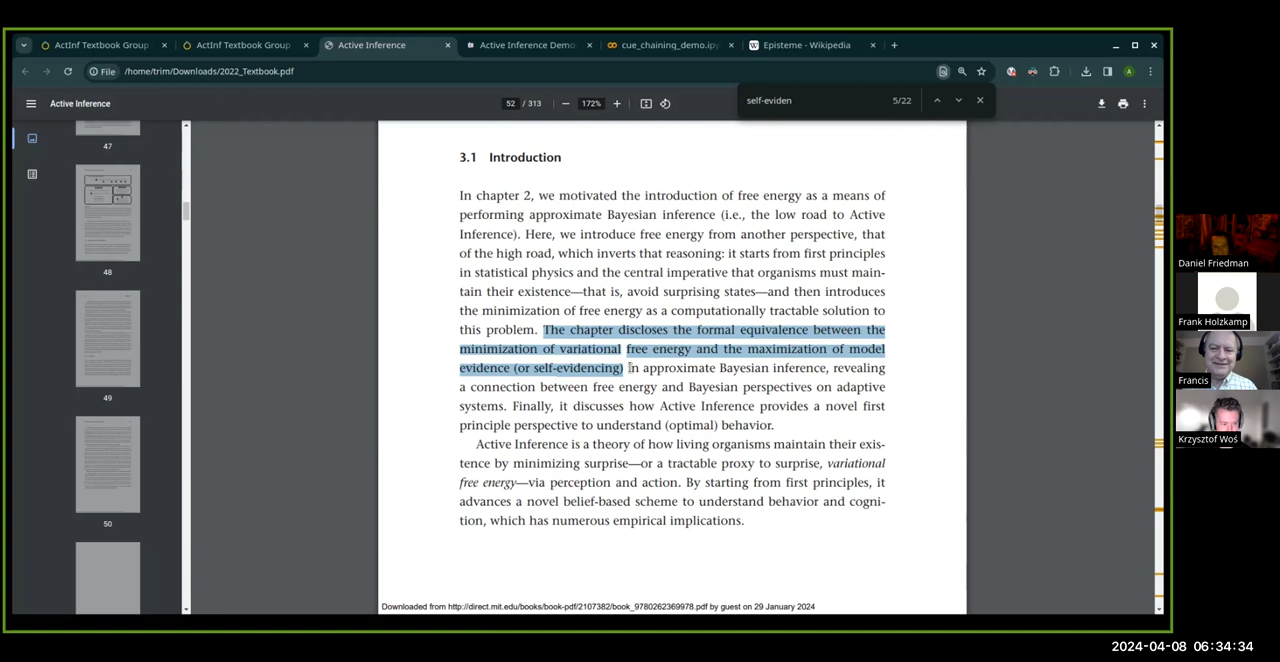 ActInf Textbook Group
ActInf Textbook Group
Active Inference
Active Inference Demo
cue_chaining_demo.ipy
Episteme - Wikipedia
File
/home/trim/Downloads/2022_Textbook.pdf
A
Active Inference
52 / 313
172%
self-eviden
5/22
47
48
49
50
3.1 Introduction
In chapter 2, we motivated the introduction of free energy as a means of
performing approximate Bayesian inference (i.e., the low road to Active
Inference). Here, we introduce free energy from another perspective, that
of the high road, which inverts that reasoning: it starts from first principles
in statistical physics and the central imperative that organisms must main-
tain their existence—that is, avoid surprising states—and then introduces
the minimization of free energy as a computationally tractable solution to
this problem. The chapter discloses the formal equivalence between the
minimization of variational free energy and the maximization of model
evidence (or self-evidencing) in approximate Bayesian inference, revealing
a connection between free energy and Bayesian perspectives on adaptive
systems. Finally, it discusses how Active Inference provides a novel first
principle perspective to understand (optimal) behavior.
Active Inference is a theory of how living organisms maintain their exis-
tence by minimizing surprise—or a tractable proxy to surprise, variational
free energy—via perception and action. By starting from first principles, it
advances a novel belief-based scheme to understand behavior and cogni-
tion, which has numerous empirical implications.
Downloaded from http://direct.mit.edu/books/book-pdf/2107382/book_9780262369978.pdf by guest on 29 January 2024
Daniel Friedman
Frank Holzkamp
Francis
Krzysztof Woś
2024-04-08 06:34:34